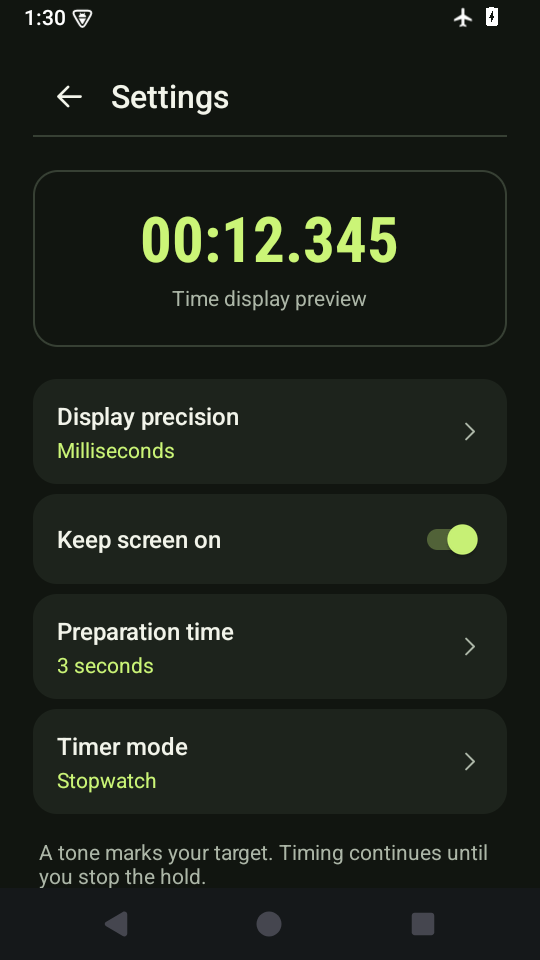 1:30
Settings
00:12.345
Time display preview
Display precision
Milliseconds
Keep screen on
Preparation time
3 seconds
Timer mode
Stopwatch
A tone marks your target. Timing continues until
you stop the hold.